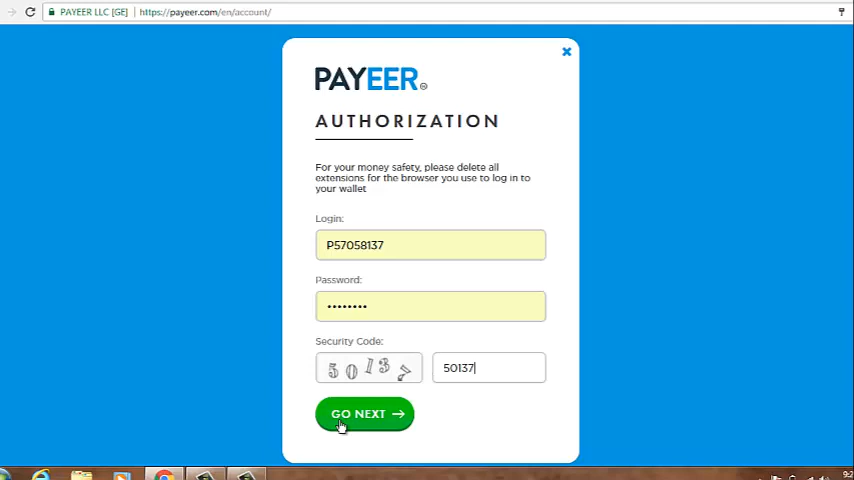 PAYEER LLC [GE] https://payeer.com/en/account/
PAYEER
AUTHORIZATION
For your money safety, please delete all
extensions for the browser you use to log in to
your wallet
Login:
P57058137
Password:
••••••••
Security Code:
50137 50137
GO NEXT →